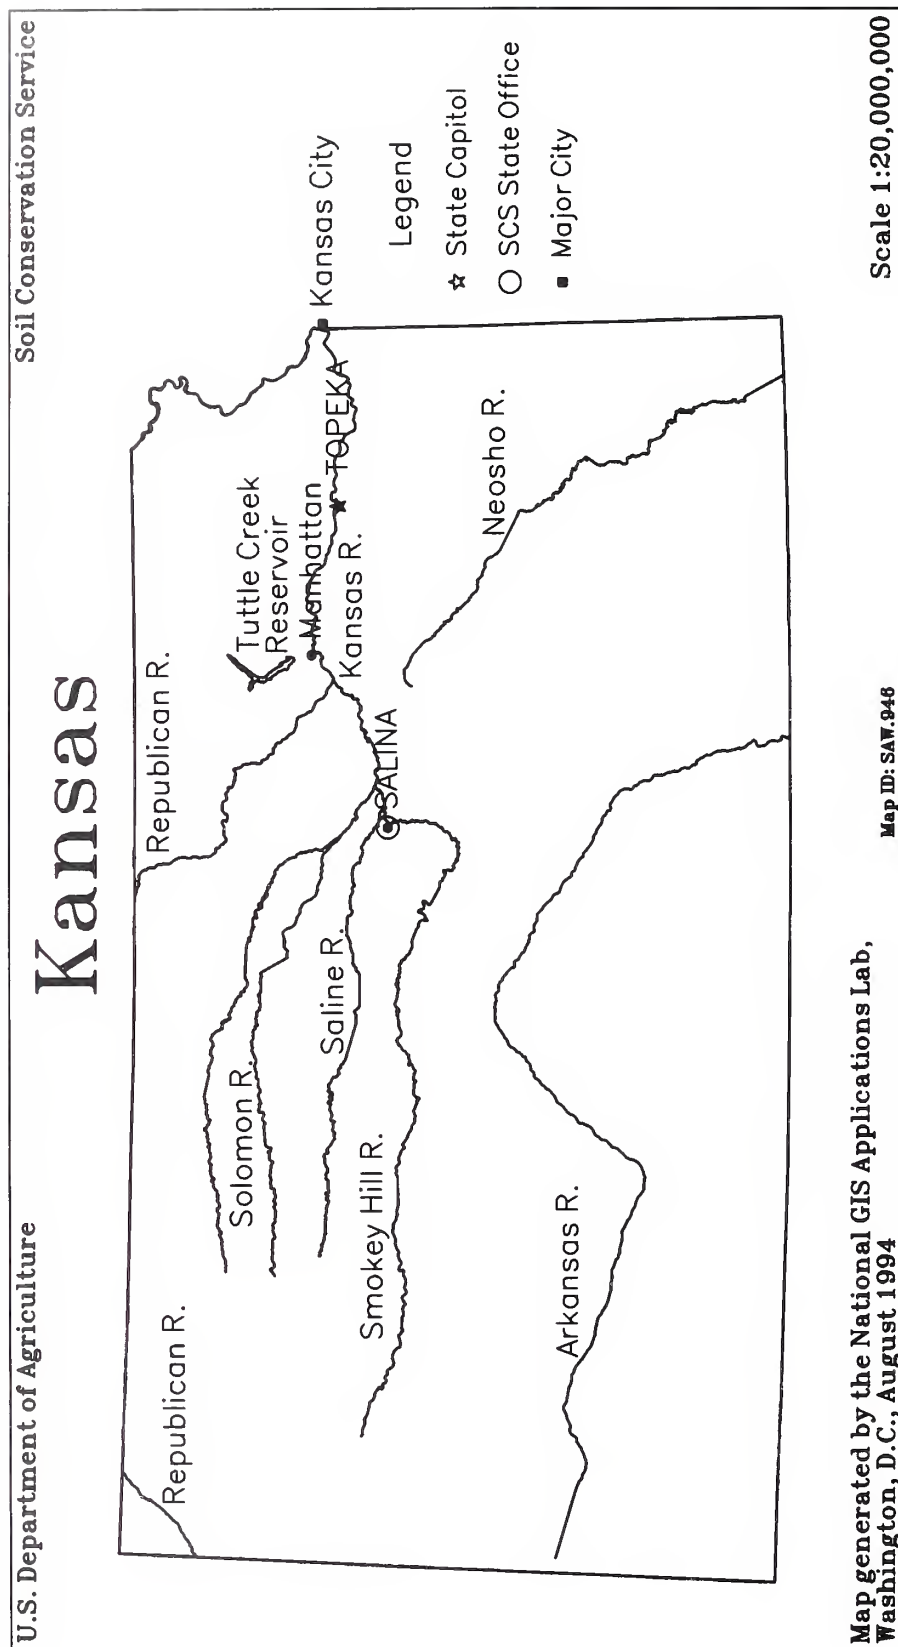 U.S. Department of Agriculture
Soil Conservation Service
Kansas
Republican R.
Republican R.
Tuttle Creek
Reservoir
Manhattan
Kansas City
Solomon R.
Kansas R.
TOPEKA
Saline R.
SALINA
Smokey Hill R.
Neosho R.
Arkansas R.
Legend
State Capitol
SCS State Office
Major City
Map generated by the National GIS Applications Lab,
Washington, D.C., August 1994
Map ID: SAW.946
Scale 1:20,000,000